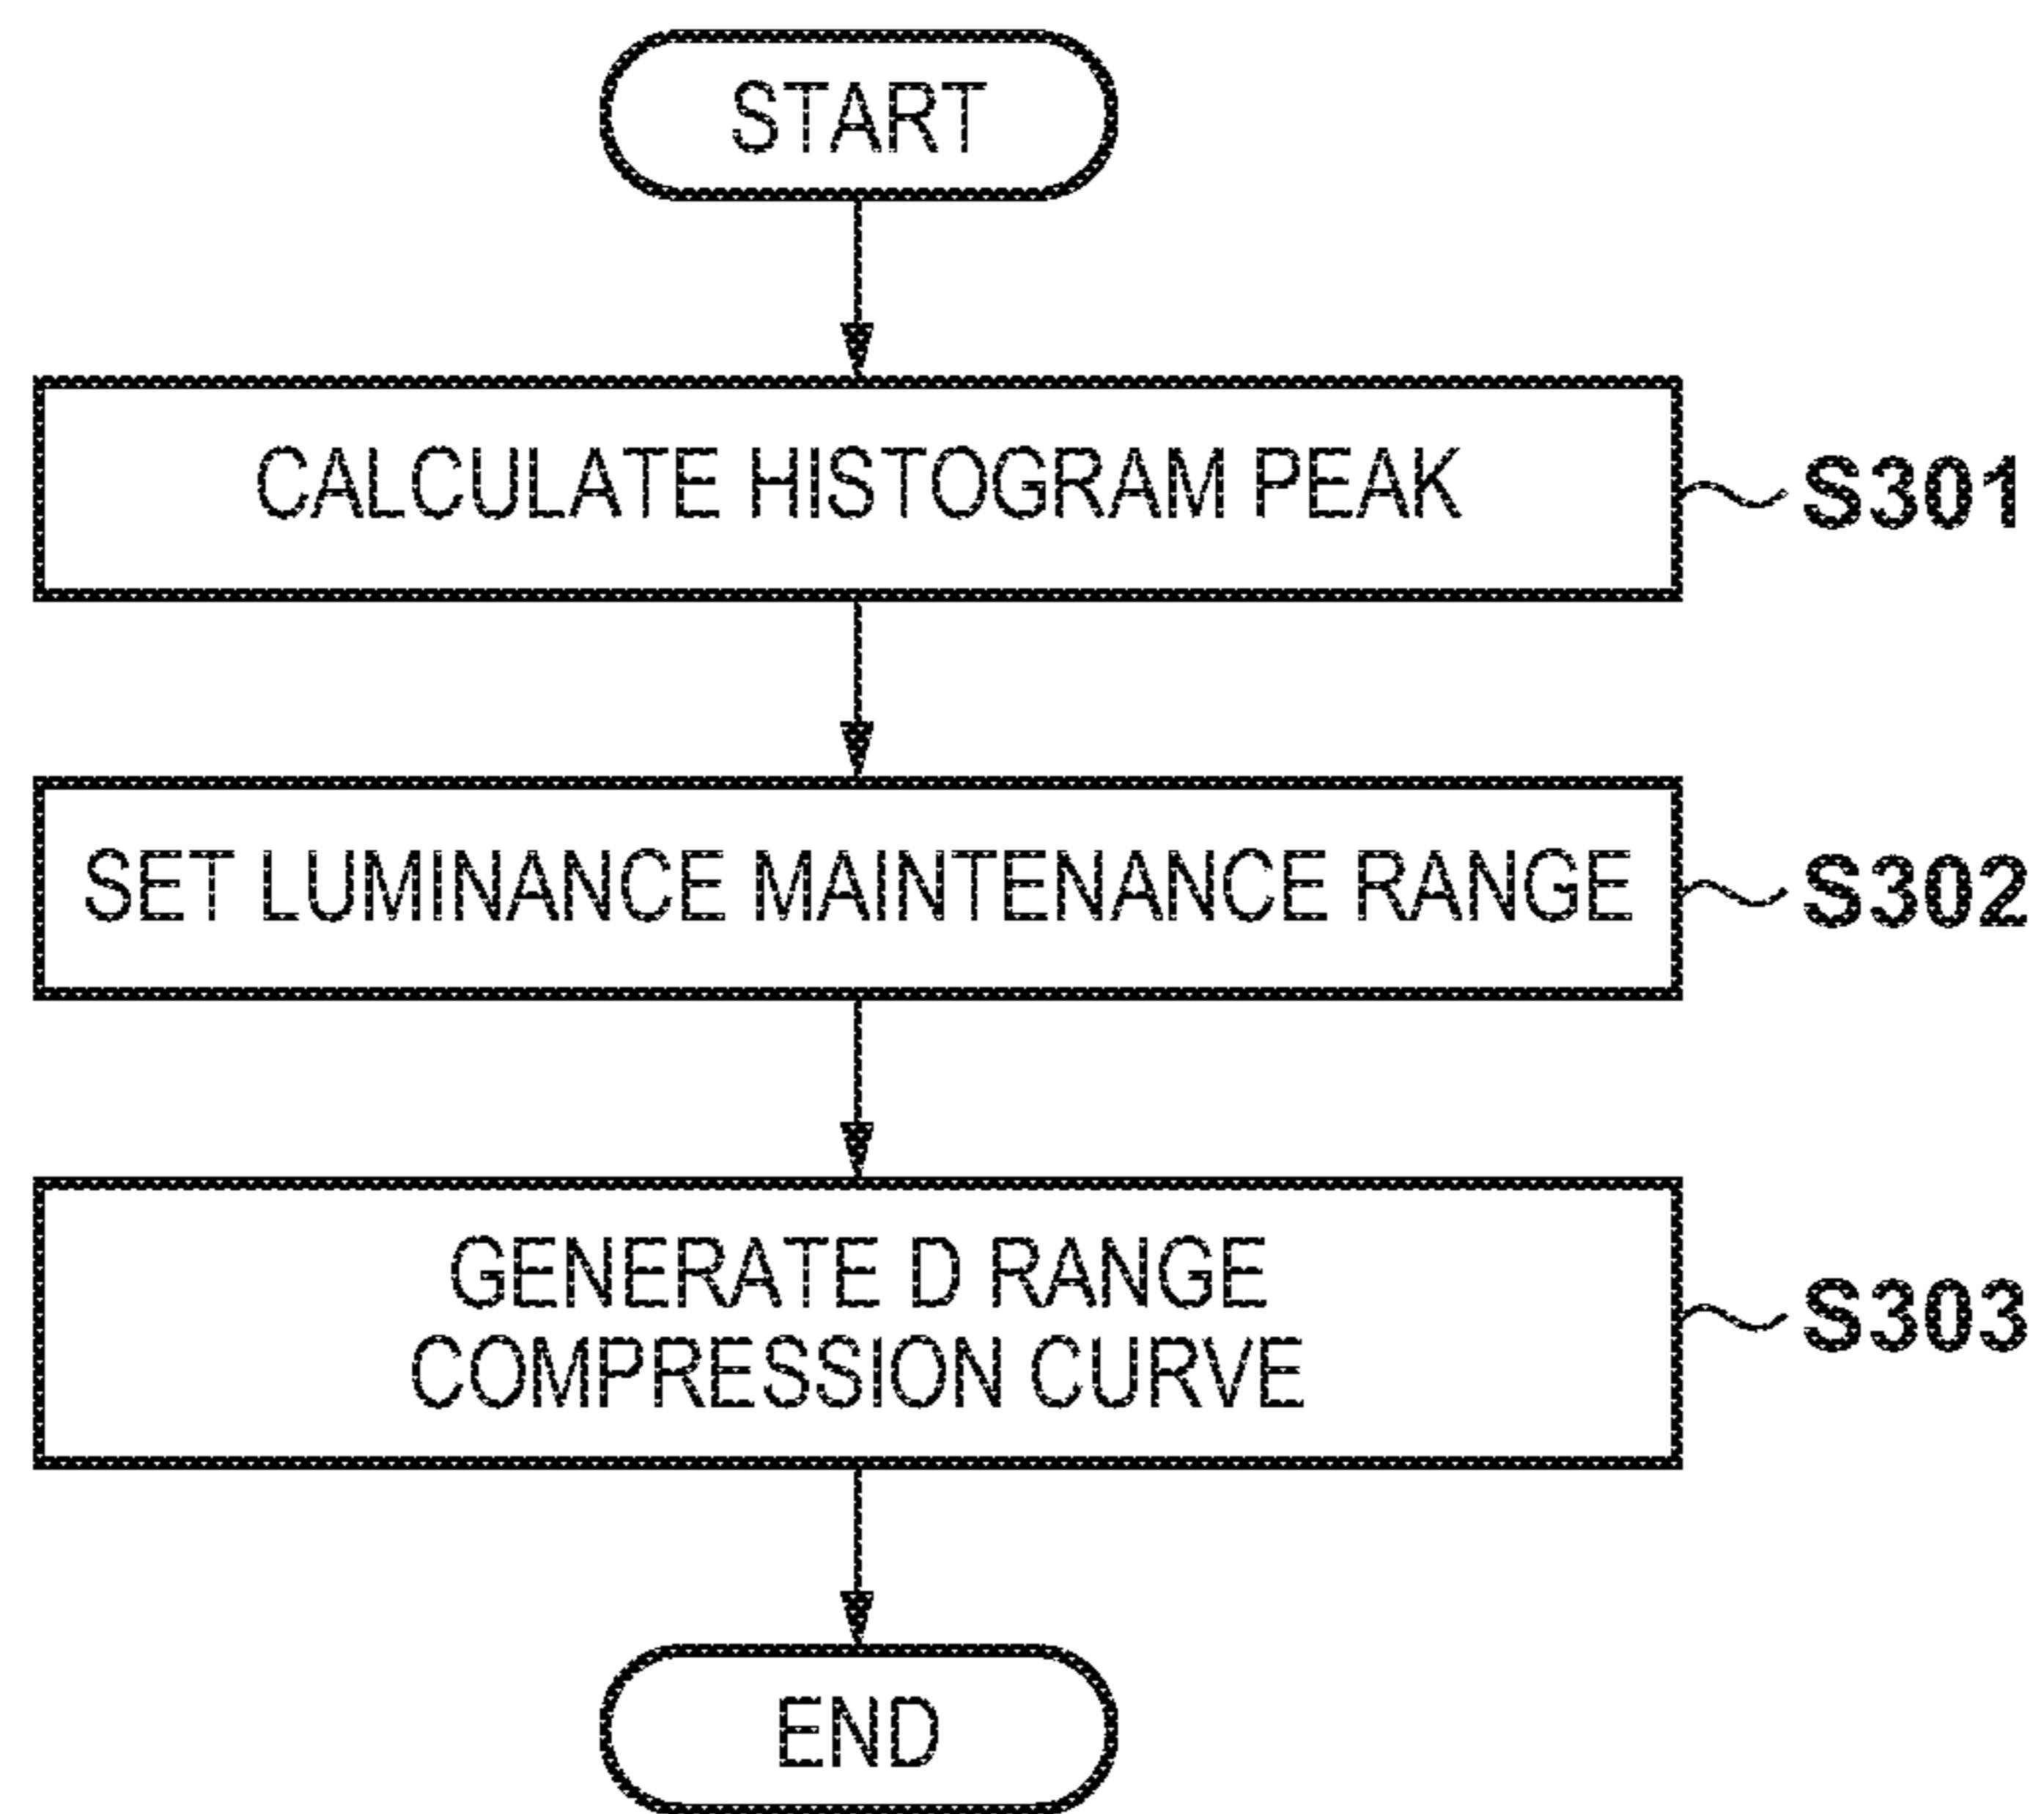 START
CALCULATE HISTOGRAM PEAK
S301
SET LUMINANCE MAINTENANCE RANGE
S302
GENERATE D RANGE
COMPRESSION CURVE
S303
END